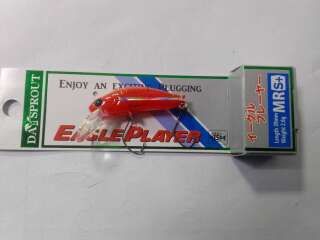 DAYSPROUT
ENJOY AN EXCITING PLUGGING
EAGLE PLAYER
イーグル
プレーヤー
MR S+